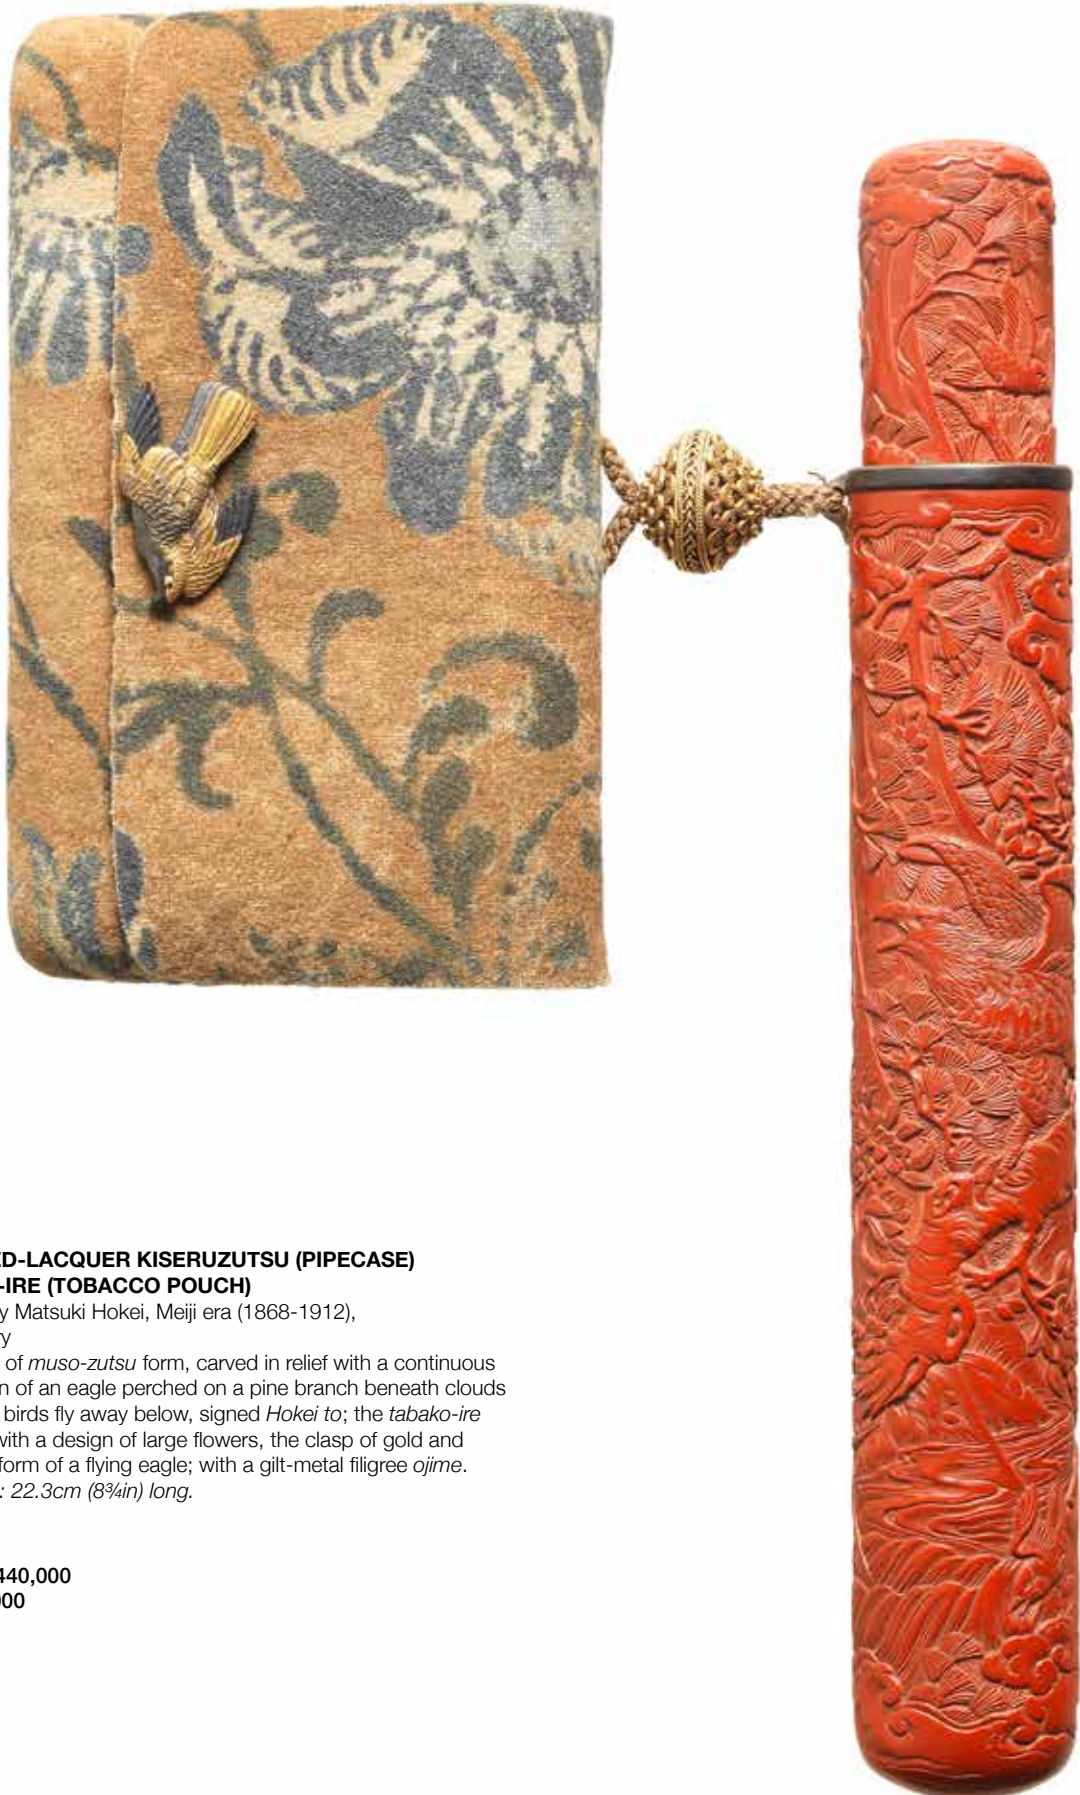 ED-LACQUER KISERUZUTSU (PIPECASE)
-IRE (TOBACCO POUCH)
y Matsuki Hokei, Meiji era (1868-1912),
ry
of muso-zutsu form, carved in relief with a continuous
n of an eagle perched on a pine branch beneath clouds
birds fly away below, signed Hokei to; the tabako-ire
with a design of large flowers, the clasp of gold and
form of a flying eagle; with a gilt-metal filigree ojime.
: 22.3cm (8¾in) long.
440,000
000